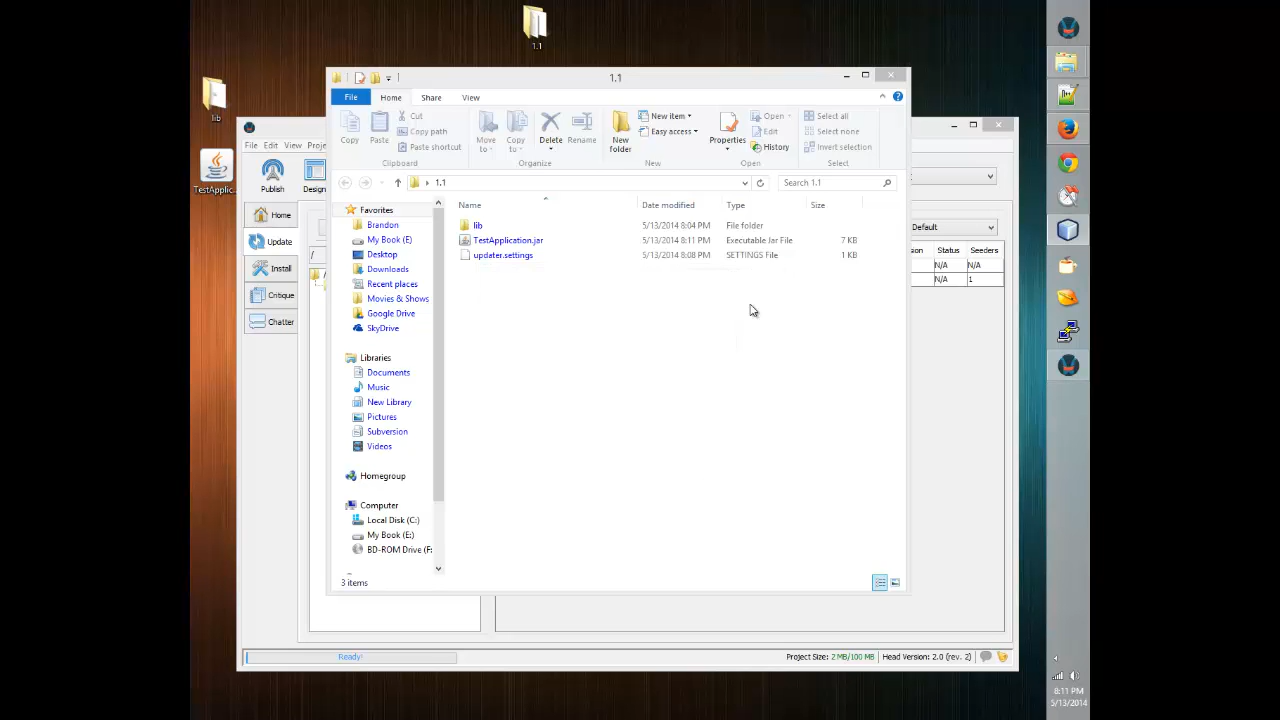 1.1
lib
TestApplic...
1.1
File
Home
Share
View
Copy
Paste
Cut
Copy path
Paste shortcut
Clipboard
Move to
Copy to
Delete
Rename
Organize
New folder
New item
Easy access
New
Properties
Open
Edit
History
Open
Select all
Select none
Invert selection
Select
1.1
Search 1.1
Name
Date modified
Type
Size
lib 5/13/2014 8:04 PM File folder
TestApplication.jar 5/13/2014 8:11 PM Executable Jar File 7 KB
updater.settings 5/13/2014 8:08 PM SETTINGS File 1 KB
Favorites
Brandon
My Book (E)
Desktop
Downloads
Recent places
Movies & Shows
Google Drive
SkyDrive
Libraries
Documents
Music
New Library
Pictures
Subversion
Videos
Homegroup
Computer
Local Disk (C:)
My Book (E:)
BD-ROM Drive (F:
3 items
File Edit View Proje
Publish
Design
Home
Update
Install
Critique
Chatter
/
Default
sion Status Seeders
N/A N/A
N/A 1
Ready!
Project Size: 2 MB/100 MB
Head Version: 2.0 (rev. 2)
8:11 PM
5/13/2014